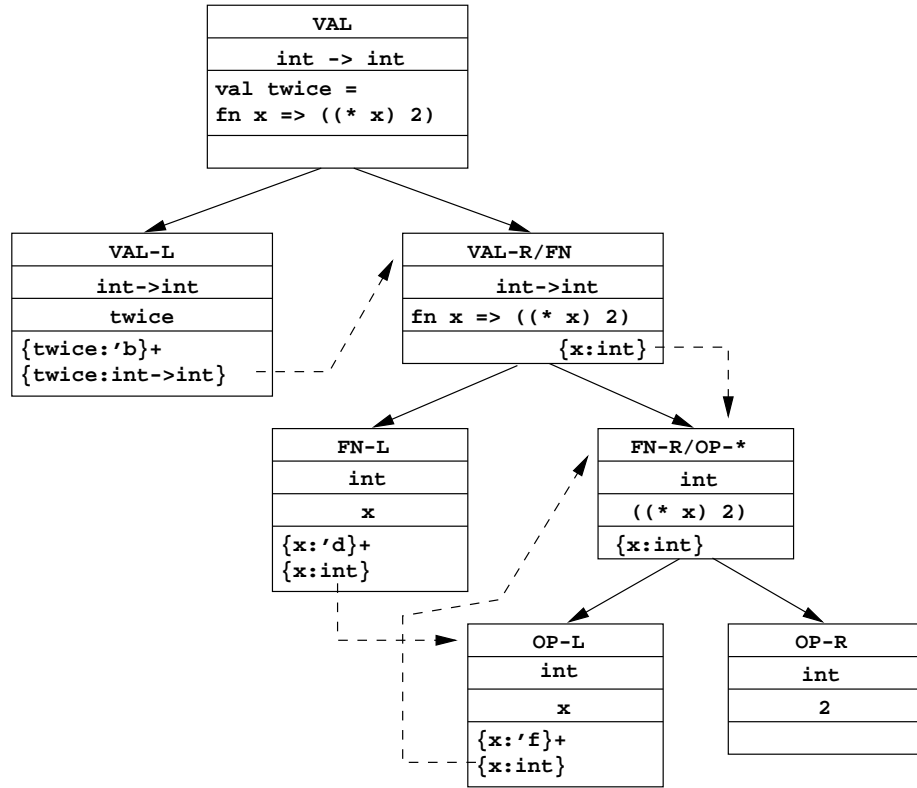 VAL
int -> int
val twice =
fn x => ((* x) 2)
VAL-L
int->int
twice
{twice:’b}+
{twice:int->int}
VAL-R/FN
int->int
fn x => ((* x) 2)
{x:int}
FN-L
int
x
{x:’d}+
{x:int}
FN-R/OP-*
int
((* x) 2)
{x:int}
OP-L
int
x
{x:’f}+
{x:int}
OP-R
int
2